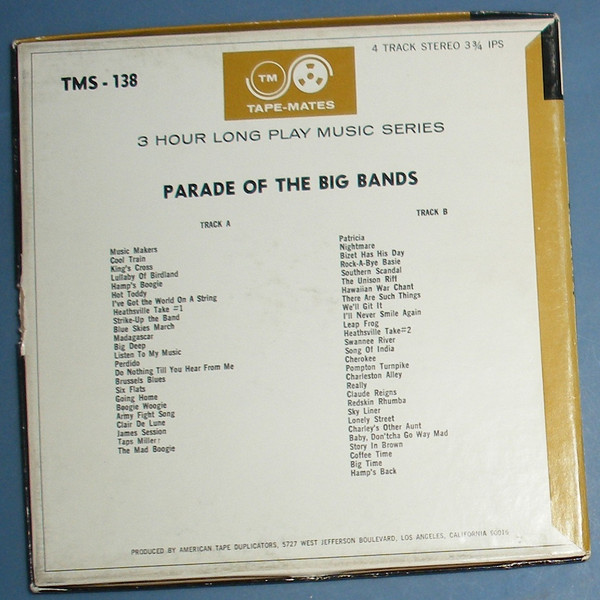 TMS - 138
4 TRACK STEREO 3¾ IPS
TM
TAPE-MATES
3 HOUR LONG PLAY MUSIC SERIES
PARADE OF THE BIG BANDS
TRACK A
Music Makers
Cool Train
King's Cross
Lullaby Of Birdland
Hamp's Boogie
Hot Toddy
I've Got the World On A String
Heathsville Take #1
Strike-Up the Band
Blue Skies March
Madagascar
Big Deep
Listen To My Music
Perdido
Do Nothing Till You Hear From Me
Brussels Blues
Six Flats
Going Home
Boogie Woogie
Army Fight Song
Clair De Lune
James Session
Taps Miller
The Mad Boogie
TRACK B
Patricia
Nightmare
Bizet Has His Day
Rock-A-Bye Basie
Southern Scandal
The Unison Riff
Hawaiian War Chant
There Are Such Things
We'll Git It
I'll Never Smile Again
Leap Frog
Heathsville Take#2
Swannee River
Song Of India
Cherokee
Pompton Turnpike
Charleston Alley
Really
Claude Reigns
Redskin Rhumba
Sky Liner
Lonely Street
Charley's Other Aunt
Baby, Don'tcha Go Way Mad
Story In Brown
Coffee Time
Big Time
Hamp's Back
PRODUCED BY AMERICAN TAPE DUPLICATORS, 5727 WEST JEFFERSON BOULEVARD, LOS ANGELES, CALIFORNIA 90016